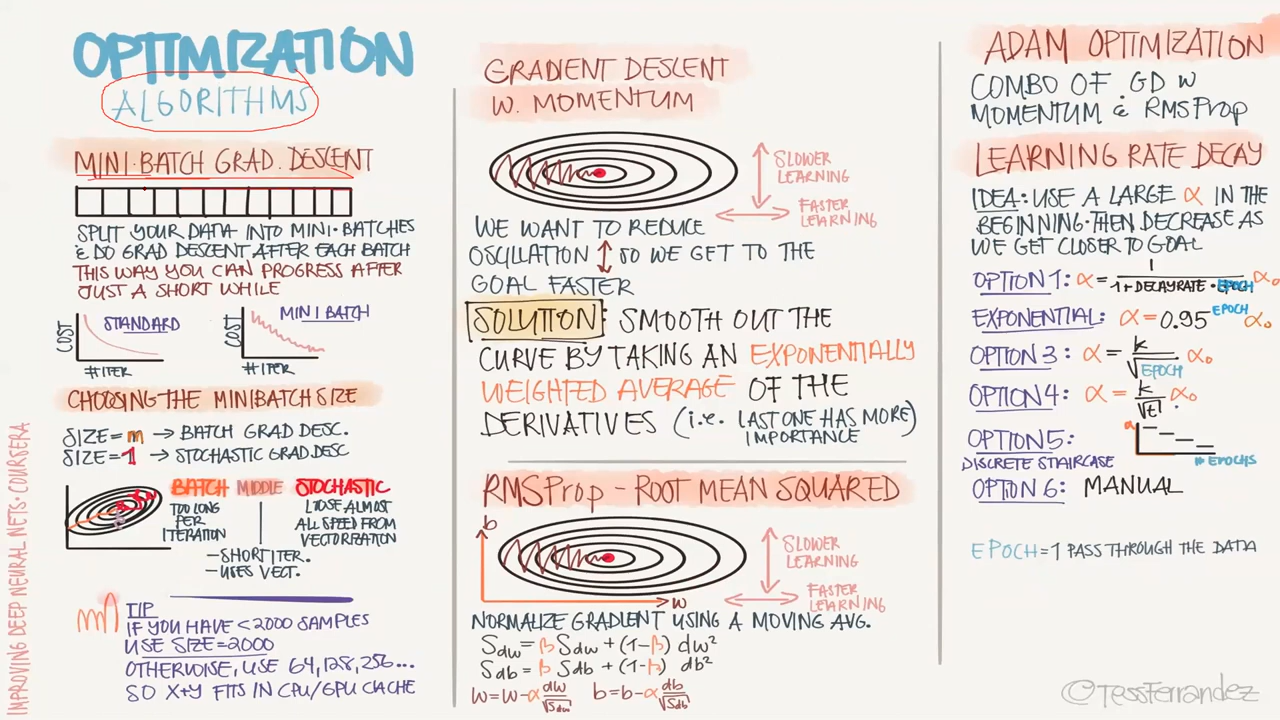 OPTIMIZATION
ALGORITHMS
MINI-BATCH GRAD. DESCENT
SPLIT YOUR DATA INTO MINI-BATCHES
& DO GRAD DESCENT AFTER EACH BATCH
THIS WAY YOU CAN PROGRESS AFTER
JUST A SHORT WHILE
COST
STANDARD
# ITER
COST
MINI BATCH
# ITER
CHOOSING THE MINIBATCH SIZE
SIZE = m → BATCH GRAD DESC.
SIZE = 1 → STOCHASTIC GRAD DESC
BATCH MIDDLE STOCHASTIC
TOO LONG
PER
ITERATION
LOOSE ALMOST
ALL SPEED FROM
VECTORIZATION
- SHORT ITER.
- USES VECT.
TIP
IF YOU HAVE < 2000 SAMPLES
USE SIZE = 2000
OTHERWISE, USE 64, 128, 256...
SO X+Y FITS IN CPU/GPU CACHE
IMPROVING DEEP NEURAL NETS · COURSERA
GRADIENT DESCENT
W. MOMENTUM
SLOWER
LEARNING
FASTER
LEARNING
WE WANT TO REDUCE
OSCILLATION ↕ SO WE GET TO THE
GOAL FASTER
SOLUTION: SMOOTH OUT THE
CURVE BY TAKING AN EXPONENTIALLY
WEIGHTED AVERAGE OF THE
DERIVATIVES (i.e. LAST ONE HAS MORE)
IMPORTANCE
RMSProp - ROOT MEAN SQUARED
b
SLOWER
LEARNING
FASTER
LEARNING
w
NORMALIZE GRADIENT USING A MOVING AVG.
Sdw = β Sdw + (1-β) dw²
Sdb = β Sdb + (1-β) db²
w = w - α dw/√Sdw b = b - α db/√Sdb
ADAM OPTIMIZATION
COMBO OF GD W
MOMENTUM & RMSProp
LEARNING RATE DECAY
IDEA: USE A LARGE α IN THE
BEGINNING · THEN DECREASE AS
WE GET CLOSER TO GOAL
OPTION 1: α = 1/(1 + DECAYRATE * EPOCH) α₀
EXPONENTIAL: α = 0.95^EPOCH α₀
OPTION 3: α = k/√EPOCH α₀
OPTION 4: α = k/√t α₀
OPTION 5:
DISCRETE STAIRCASE
α
# EPOCHS
OPTION 6: MANUAL
EPOCH = 1 PASS THROUGH THE DATA
©TessFerrandez